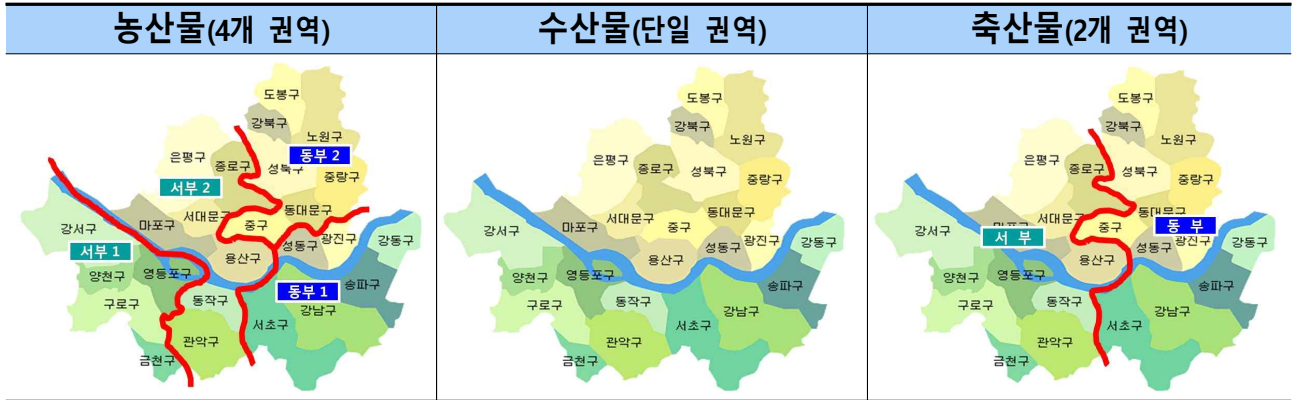 농산물(4개 권역)
수산물(단일 권역)
축산물(2개 권역)
도봉구
강북구
노원구
동부 2
은평구
종로구
성북구
중랑구
서부 2
서대문구
동대문구
강서구
마포구
중구
성동구
광진구
강동구
서부 1
용산구
양천구
영등포구
동부 1
송파구
구로구
동작구
서초구
강남구
관악구
금천구
도봉구
강북구
노원구
은평구
종로구
성북구
중랑구
서대문구
동대문구
강서구
마포구
중구
성동구
광진구
강동구
용산구
양천구
영등포구
송파구
구로구
동작구
서초구
강남구
관악구
금천구
도봉구
강북구
노원구
은평구
종로구
성북구
중랑구
서대문구
동대문구
강서구
마포구
서 부
중구
동 부
성동구
광진구
강동구
용산구
양천구
영등포구
송파구
구로구
동작구
서초구
강남구
관악구
금천구